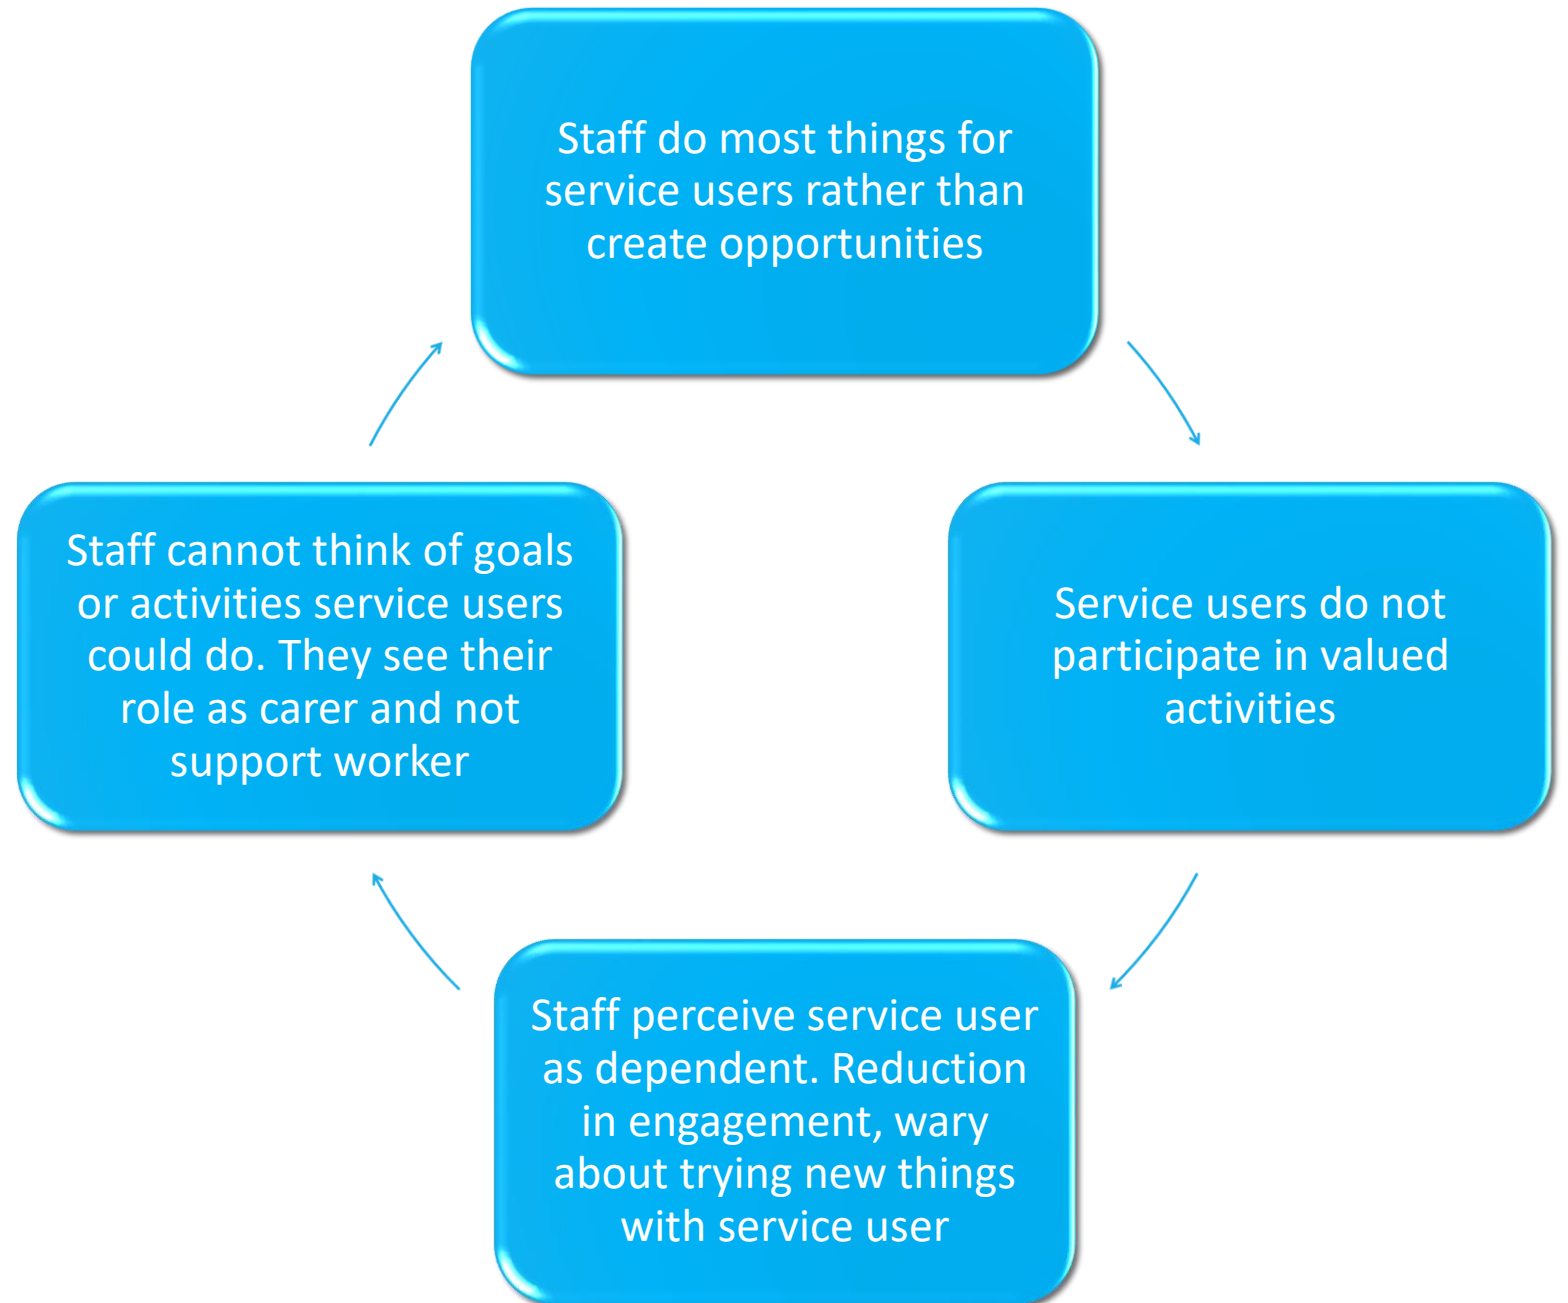 Staff do most things for
service users rather than
create opportunities
Service users do not
participate in valued
activities
Staff perceive service user
as dependent. Reduction
in engagement, wary
about trying new things
with service user
Staff cannot think of goals
or activities service users
could do. They see their
role as carer and not
support worker